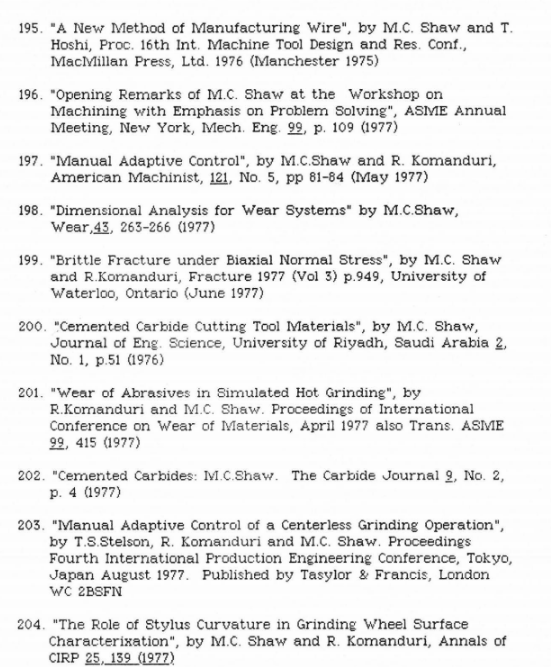 195. "A New Method of Manufacturing Wire", by M.C. Shaw and T.
Hoshi, Proc. 16th Int. Machine Tool Design and Res. Conf.,
MacMillan Press, Ltd. 1976 (Manchester 1975)
196. "Opening Remarks of M.C. Shaw at the Workshop on
Machining with Emphasis on Problem Solving", ASME Annual
Meeting, New York, Mech. Eng. 99, p. 109 (1977)
197. "Manual Adaptive Control", by M.C.Shaw and R. Komanduri,
American Machinist, 121, No. 5, pp 81-84 (May 1977)
198. "Dimensional Analysis for Wear Systems" by M.C.Shaw,
Wear,43, 263-266 (1977)
199. "Brittle Fracture under Biaxial Normal Stress", by M.C. Shaw
and R.Komanduri, Fracture 1977 (Vol 3) p.949, University of
Waterloo, Ontario (June 1977)
200. "Cemented Carbide Cutting Tool Materials", by M.C. Shaw,
Journal of Eng. Science, University of Riyadh, Saudi Arabia 2,
No. 1, p.51 (1976)
201. "Wear of Abrasives in Simulated Hot Grinding", by
R.Komanduri and M.C. Shaw. Proceedings of International
Conference on Wear of Materials, April 1977 also Trans. ASME
99, 415 (1977)
202. "Cemented Carbides: M.C.Shaw. The Carbide Journal 9, No. 2,
p. 4 (1977)
203. "Manual Adaptive Control of a Centerless Grinding Operation",
by T.S.Stelson, R. Komanduri and M.C. Shaw. Proceedings
Fourth International Production Engineering Conference, Tokyo,
Japan August 1977. Published by Tasylor & Francis, London
WC 2BSFN
204. "The Role of Stylus Curvature in Grinding Wheel Surface
Characterixation", by M.C. Shaw and R. Komanduri, Annals of
CIRP 25, 139 (1977)